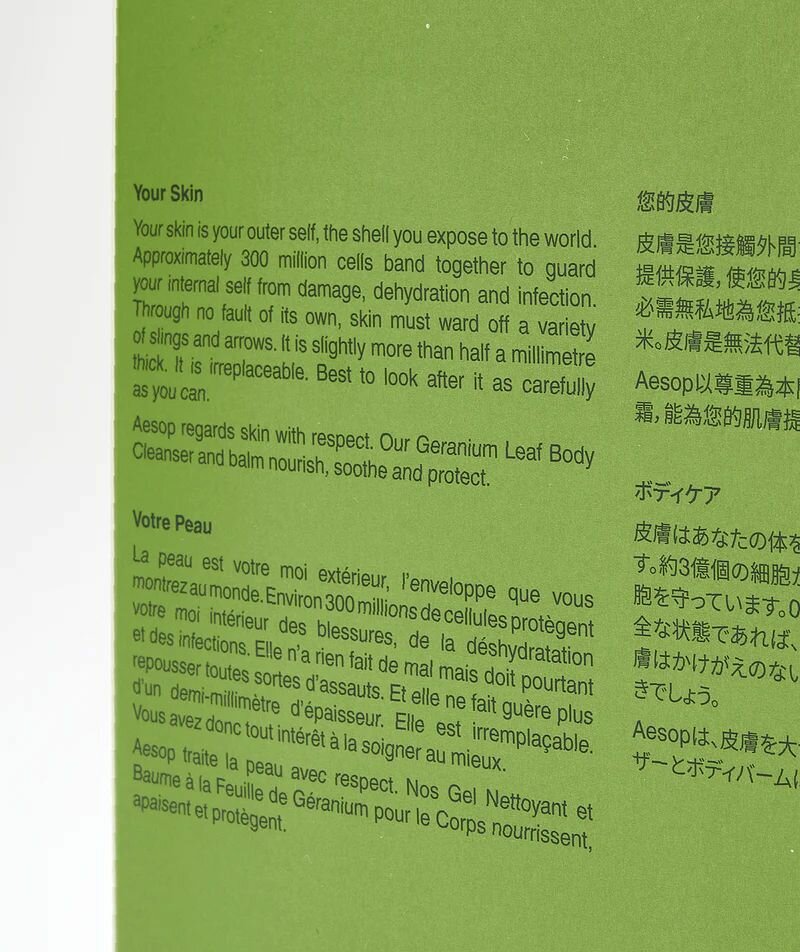 Your Skin
Your skin is your outer self, the shell you expose to the world.
Approximately 300 million cells band together to guard
your internal self from damage, dehydration and infection.
Through no fault of its own, skin must ward off a variety
of slings and arrows. It is slightly more than half a millimetre
thick. It is irreplaceable. Best to look after it as carefully
as you can.
Aesop regards skin with respect. Our Geranium Leaf Body
Cleanser and balm nourish, soothe and protect.
Votre Peau
La peau est votre moi extérieur, l'enveloppe que vous
montrez au monde. Environ 300 millions de cellules protègent
votre moi intérieur des blessures, de la déshydratation
et des infections. Elle n'a rien fait de mal mais doit pourtant
repousser toutes sortes d'assauts. Et elle ne fait guère plus
d'un demi-millimètre d'épaisseur. Elle est irremplaçable.
Vous avez donc tout intérêt à la soigner au mieux.
Aesop traite la peau avec respect. Nos Gel Nettoyant et
Baume à la Feuille de Géranium pour le Corps nourrissent,
apaisent et protègent.
您的皮膚
皮膚是您接觸外間
提供保護，使您的身
必需無私地為您抵
米。皮膚是無法代替
Aesop以尊重為本
霜，能為您的肌膚提
ボディケア
皮膚はあなたの体を
す。約3億個の細胞が
胞を守っています。0
全な状態であれば、
膚はかけがえのない
きでしょう。
Aesopは、皮膚を大
ザーとボディバームは